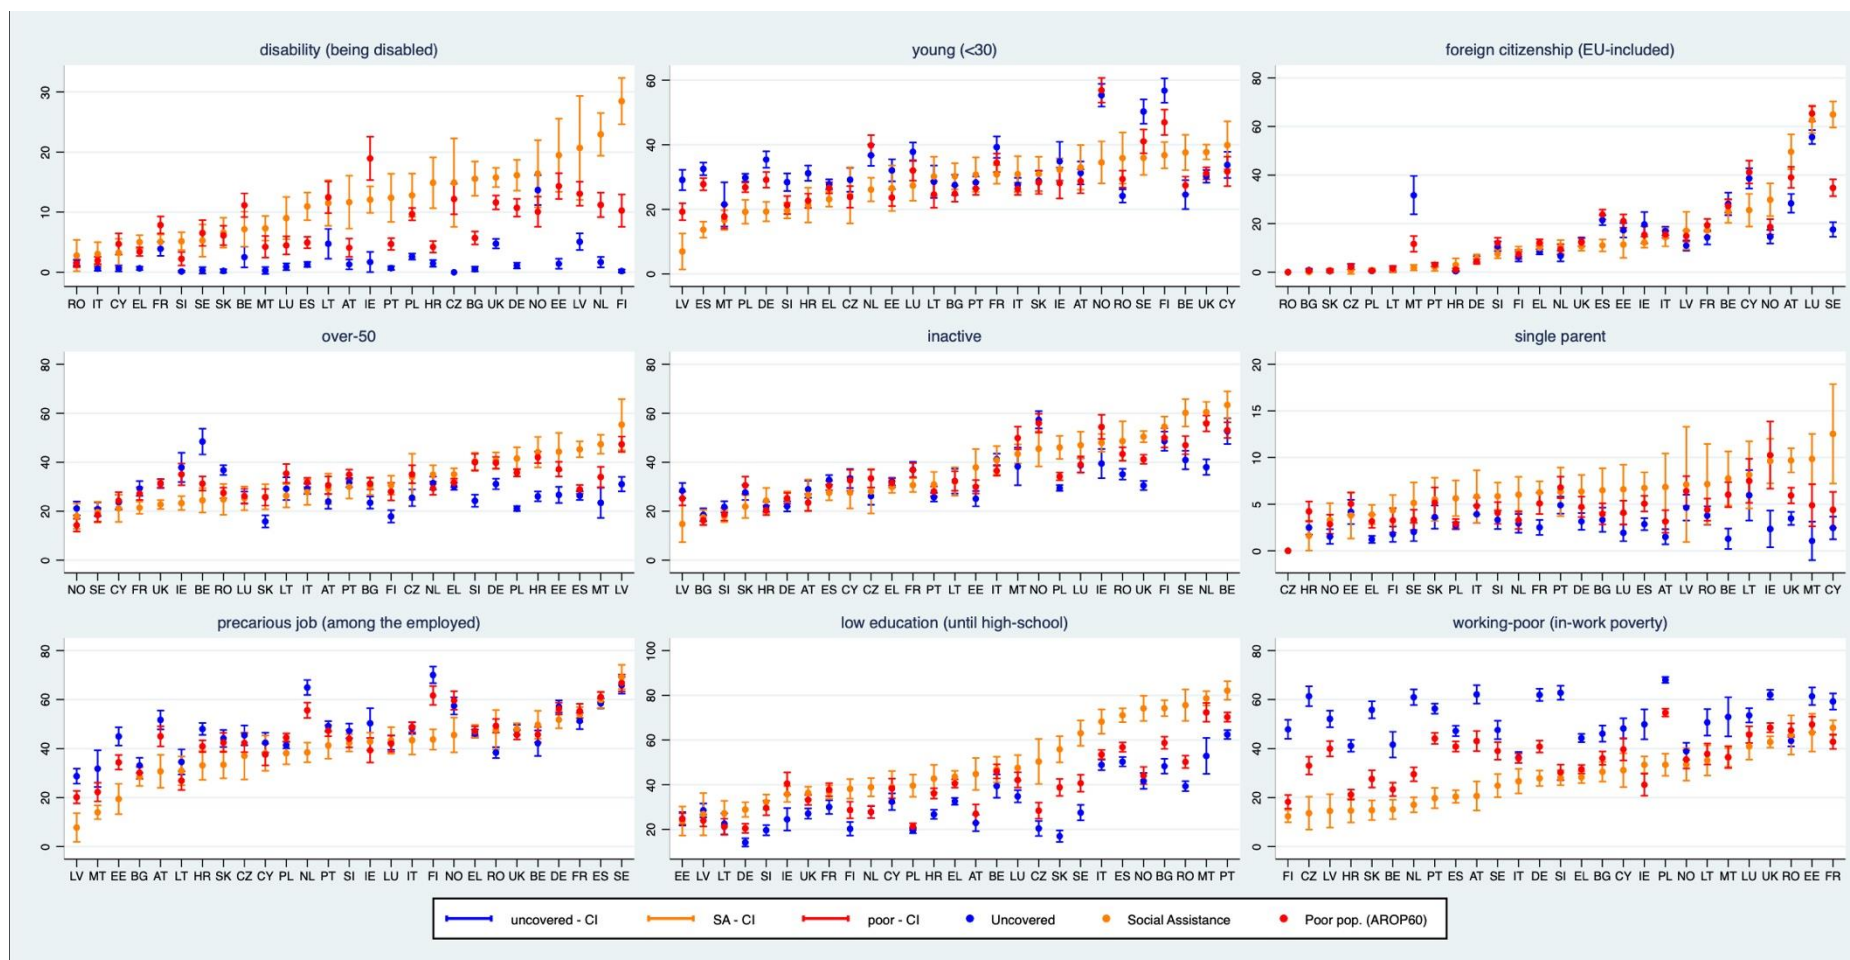 disability (being disabled)
30
20
10
0
RO IT CY EL FR SI SE SK BE MT LU ES LT AT IE PT PL HR CZ BG UK DE NO EE LV NL FI
young (<30)
60
40
20
0
LV ES MT PL DE SI HR EL CZ NL EE LU LT BG PT FR IT SK IE AT NO RO SE FI BE UK CY
foreign citizenship (EU-included)
80
60
40
20
0
RO BG SK CZ PL LT MT PT HR DE SI FI EL NL UK ES EE IE IT LV FR BE CY NO AT LU SE
over-50
80
60
40
20
0
NO SE CY FR UK IE BE RO LU SK LT IT AT PT BG FI CZ NL EL SI DE PL HR EE ES MT LV
inactive
80
60
40
20
0
LV BG SI SK HR DE AT ES CY CZ EL FR PT LT EE IT MT NO PL LU IE RO UK FI SE NL BE
single parent
20
15
10
5
0
CZ HR NO EE EL FI SE SK PL IT SI NL FR PT DE BG LU ES AT LV RO BE LT IE UK MT CY
precarious job (among the employed)
80
60
40
20
0
LV MT EE BG AT LT HR SK CZ CY PL NL PT SI IE LU IT FI NO EL RO UK BE DE FR ES SE
low education (until high-school)
100
80
60
40
20
EE LV LT DE SI IE UK FR FI NL CY PL HR EL AT BE LU CZ SK SE IT ES NO BG RO MT PT
working-poor (in-work poverty)
80
60
40
20
0
FI CZ LV HR SK BE NL PT ES AT SE IT DE SI EL BG CY IE PL NO LT MT LU UK RO EE FR
uncovered - CI SA - CI poor - CI Uncovered Social Assistance Poor pop. (AROP60)